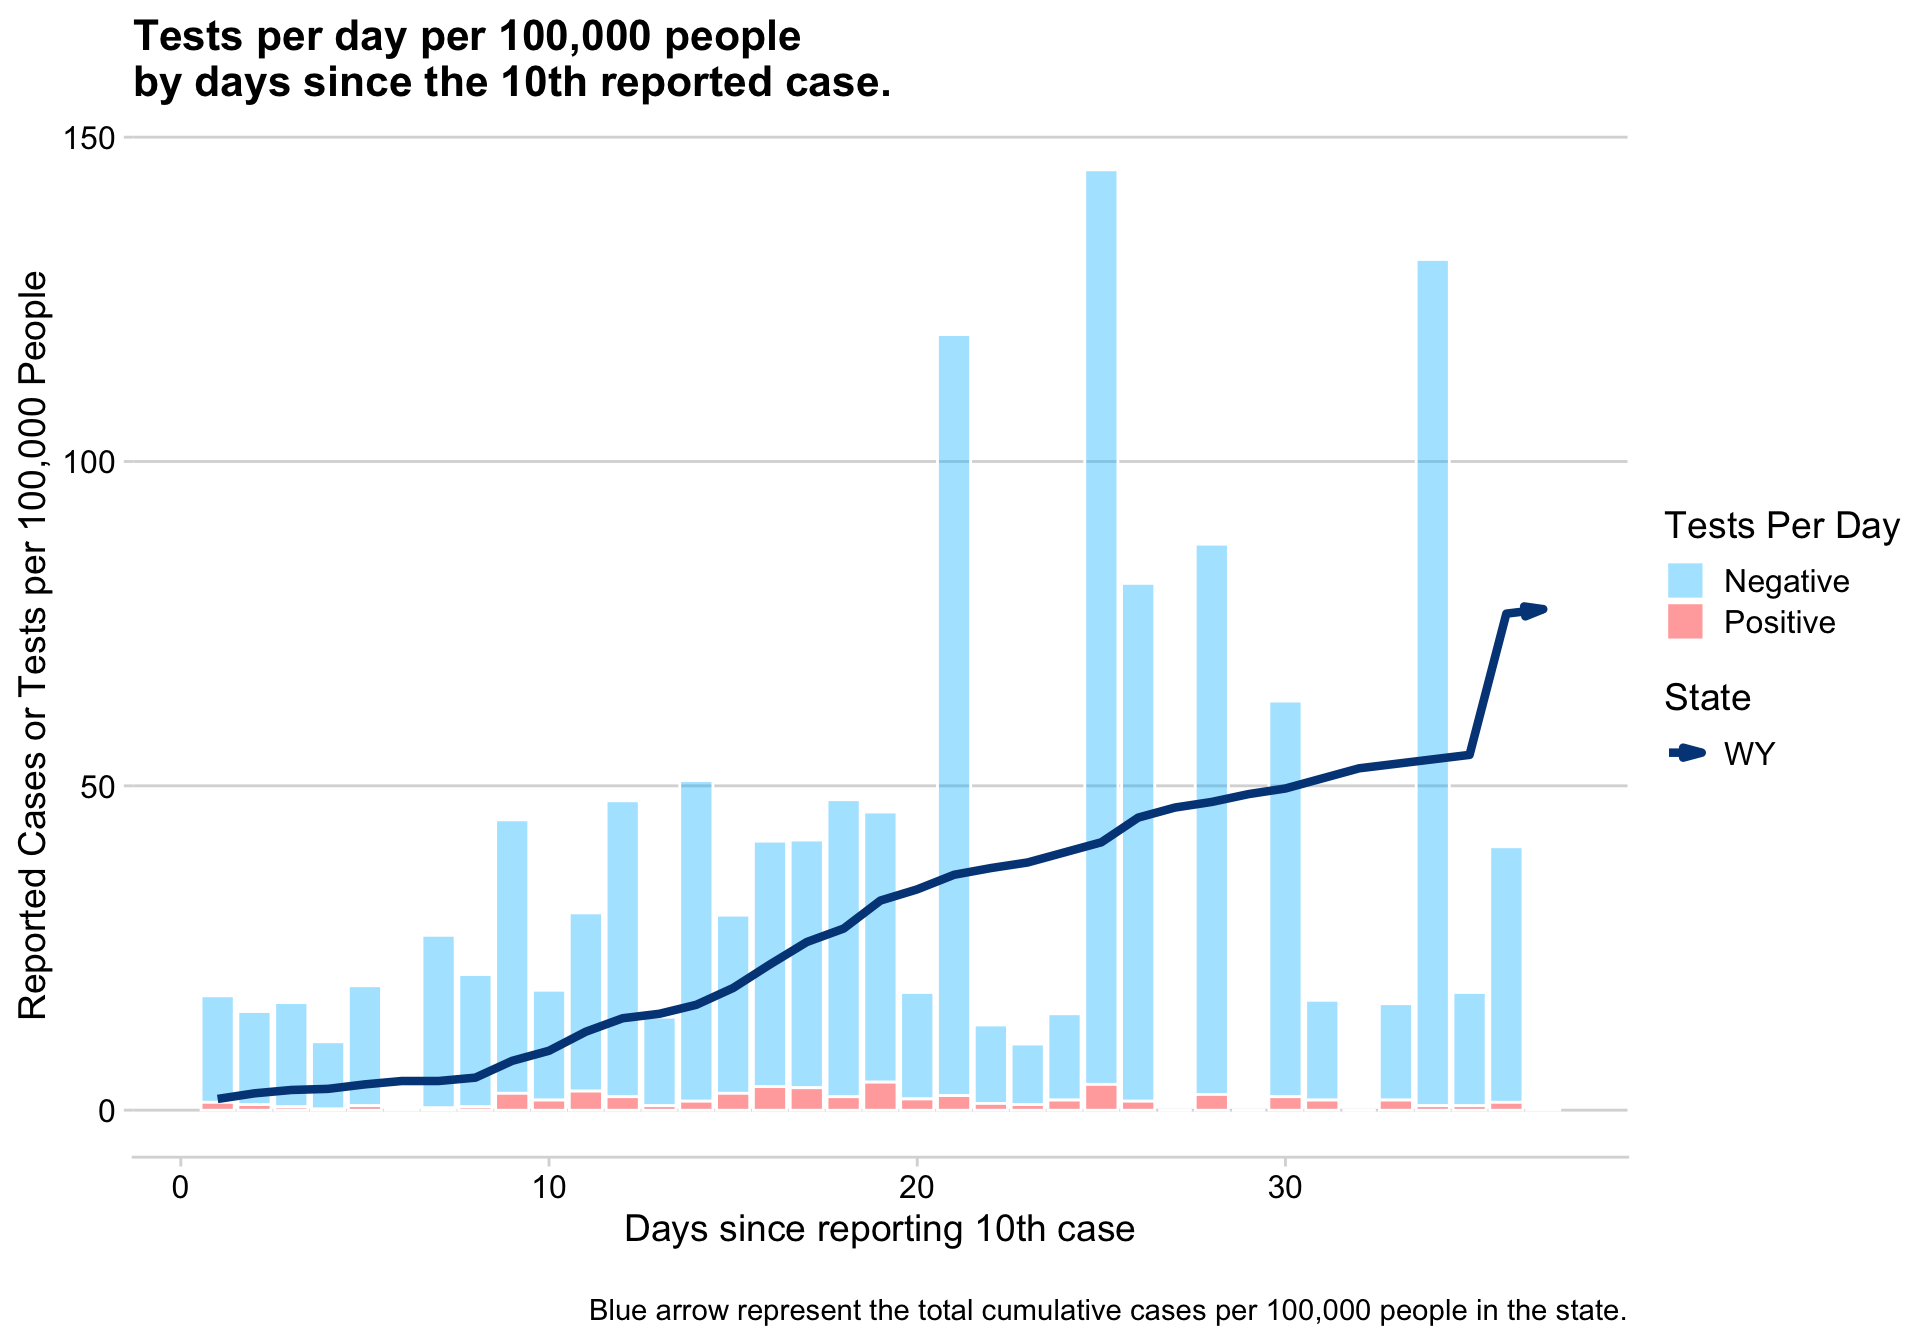 Tests per day per 100,000 people
by days since the 10th reported case.
Reported Cases or Tests per 100,000 People
150
100
50
0
0
10
20
30
Days since reporting 10th case
Tests Per Day
Negative
Positive
State
WY
Blue arrow represent the total cumulative cases per 100,000 people in the state.